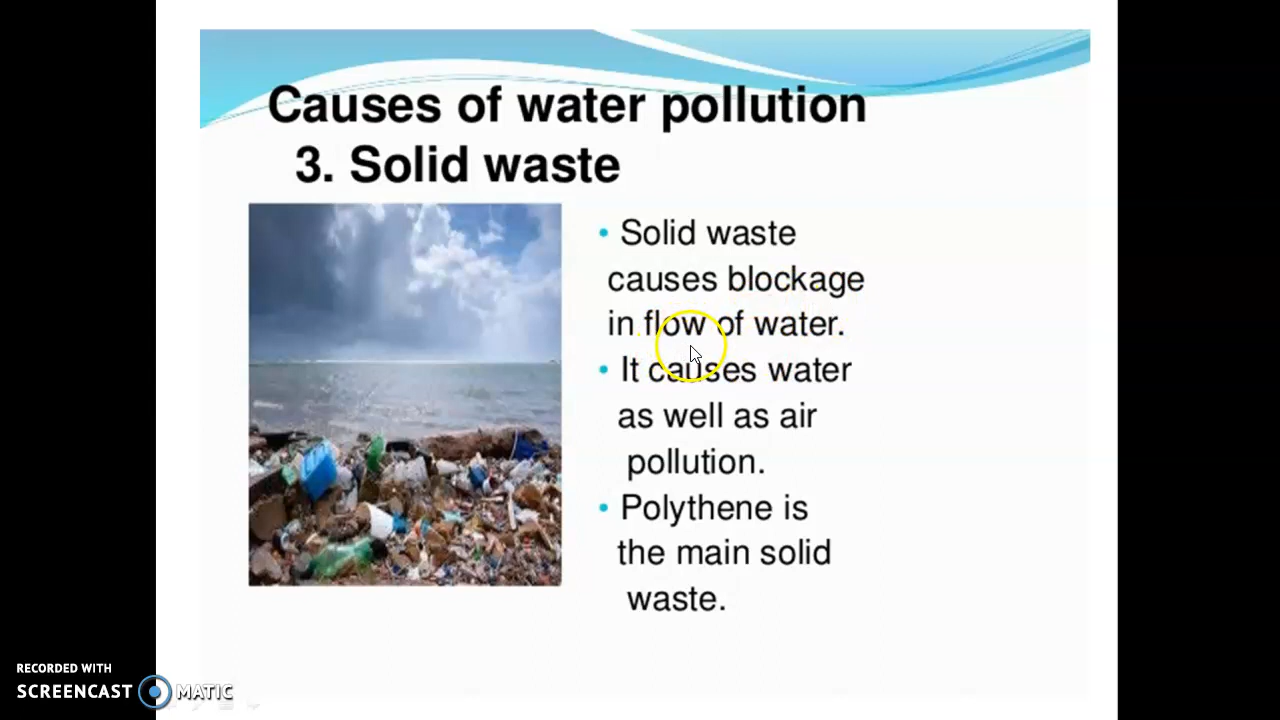 Causes of water pollution
3. Solid waste
• Solid waste
causes blockage
in flow of water.
• It causes water
as well as air
pollution.
• Polythene is
the main solid
waste.
RECORDED WITH
SCREENCAST MATIC